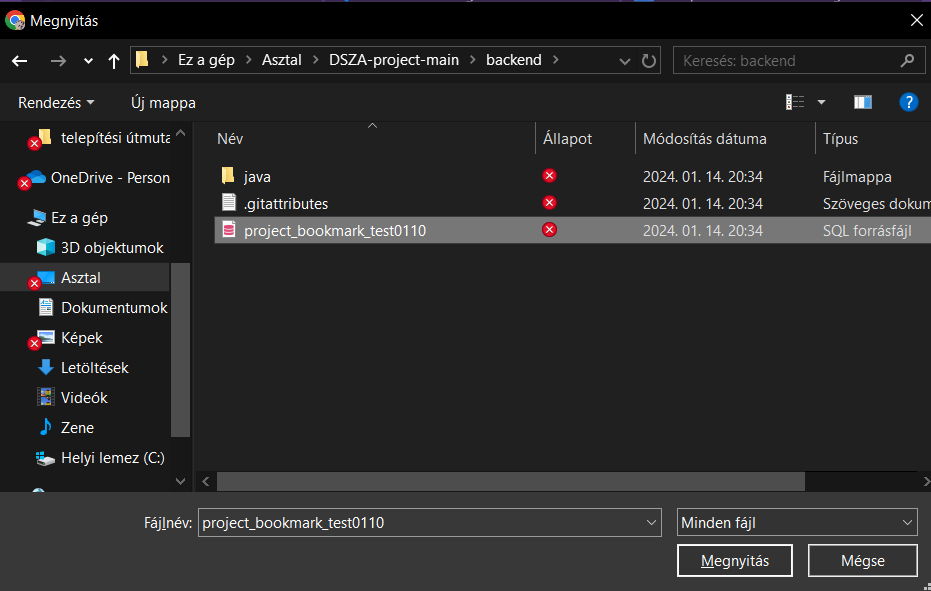 Megnyitás
Ez a gép
Asztal
DSZA-project-main
backend
Keresés: backend
Rendezés
Új mappa
?
telepítési útmuta
OneDrive - Person
Ez a gép
3D objektumok
Asztal
Dokumentumok
Képek
Letöltések
Videók
Zene
Helyi lemez (C:)
Név Állapot Módosítás dátuma Típus
java 2024. 01. 14. 20:34 Fájlmappa
.gitattributes 2024. 01. 14. 20:34 Szöveges dokum
project_bookmark_test0110 2024. 01. 14. 20:34 SQL forrásfájl
Fájlnév: project_bookmark_test0110 Minden fájl
Megnyitás Mégse